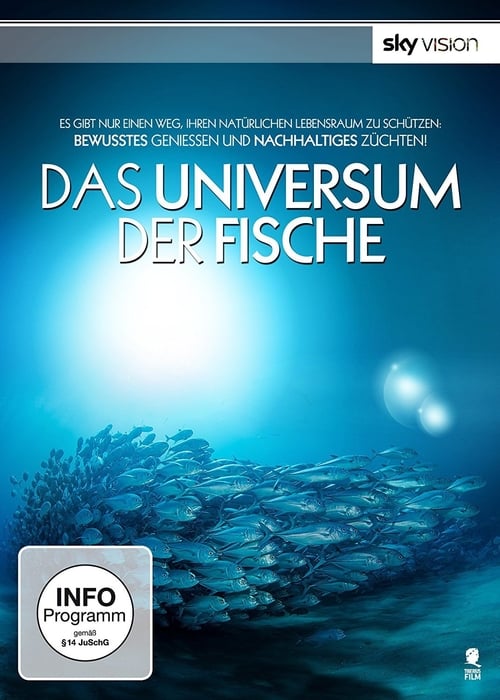 sky vision
ES GIBT NUR EINEN WEG, IHREN NATÜRLICHEN LEBENSRAUM ZU SCHÜTZEN:
BEWUSSTES GENIESSEN UND NACHHALTIGES ZÜCHTEN!
DAS UNIVERSUM
DER FISCHE
INFO
Programm
gemäß
§ 14 JuSchG
TIBERIUS
FILM